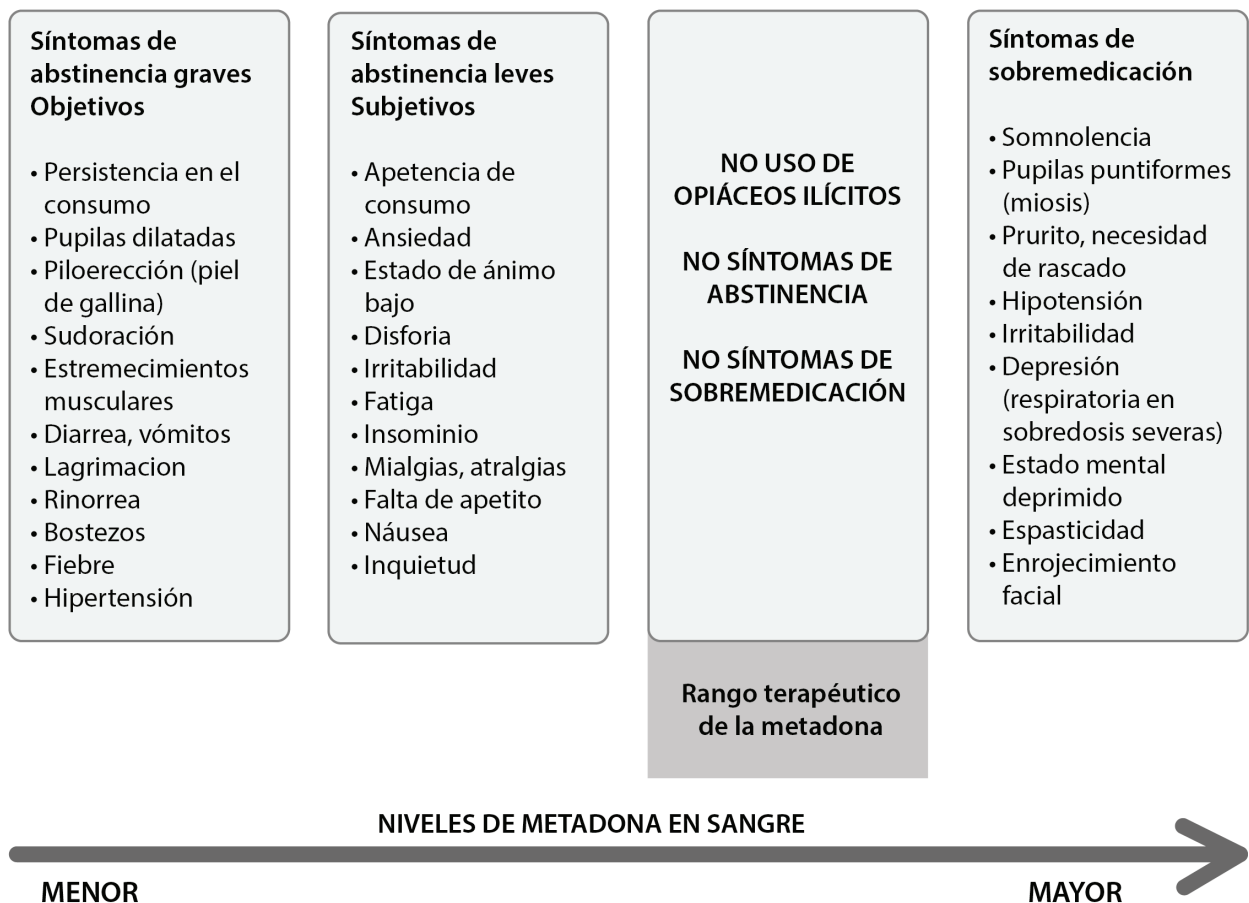 Síntomas de
abstinencia graves
Objetivos
• Persistencia en el
consumo
• Pupilas dilatadas
• Piloerección (piel
de gallina)
• Sudoración
• Estremecimientos
musculares
• Diarrea, vómitos
• Lagrimacion
• Rinorrea
• Bostezos
• Fiebre
• Hipertensión
Síntomas de
abstinencia leves
Subjetivos
• Apetencia de
consumo
• Ansiedad
• Estado de ánimo
bajo
• Disforia
• Irritabilidad
• Fatiga
• Insominio
• Mialgias, atralgias
• Falta de apetito
• Náusea
• Inquietud
NO USO DE
OPIÁCEOS ILÍCITOS
NO SÍNTOMAS DE
ABSTINENCIA
NO SÍNTOMAS DE
SOBREMEDICACIÓN
Rango terapéutico
de la metadona
Síntomas de
sobremedicación
• Somnolencia
• Pupilas puntiformes
(miosis)
• Prurito, necesidad
de rascado
• Hipotensión
• Irritabilidad
• Depresión
(respiratoria en
sobredosis severas)
• Estado mental
deprimido
• Espasticidad
• Enrojecimiento
facial
NIVELES DE METADONA EN SANGRE
MENOR
MAYOR